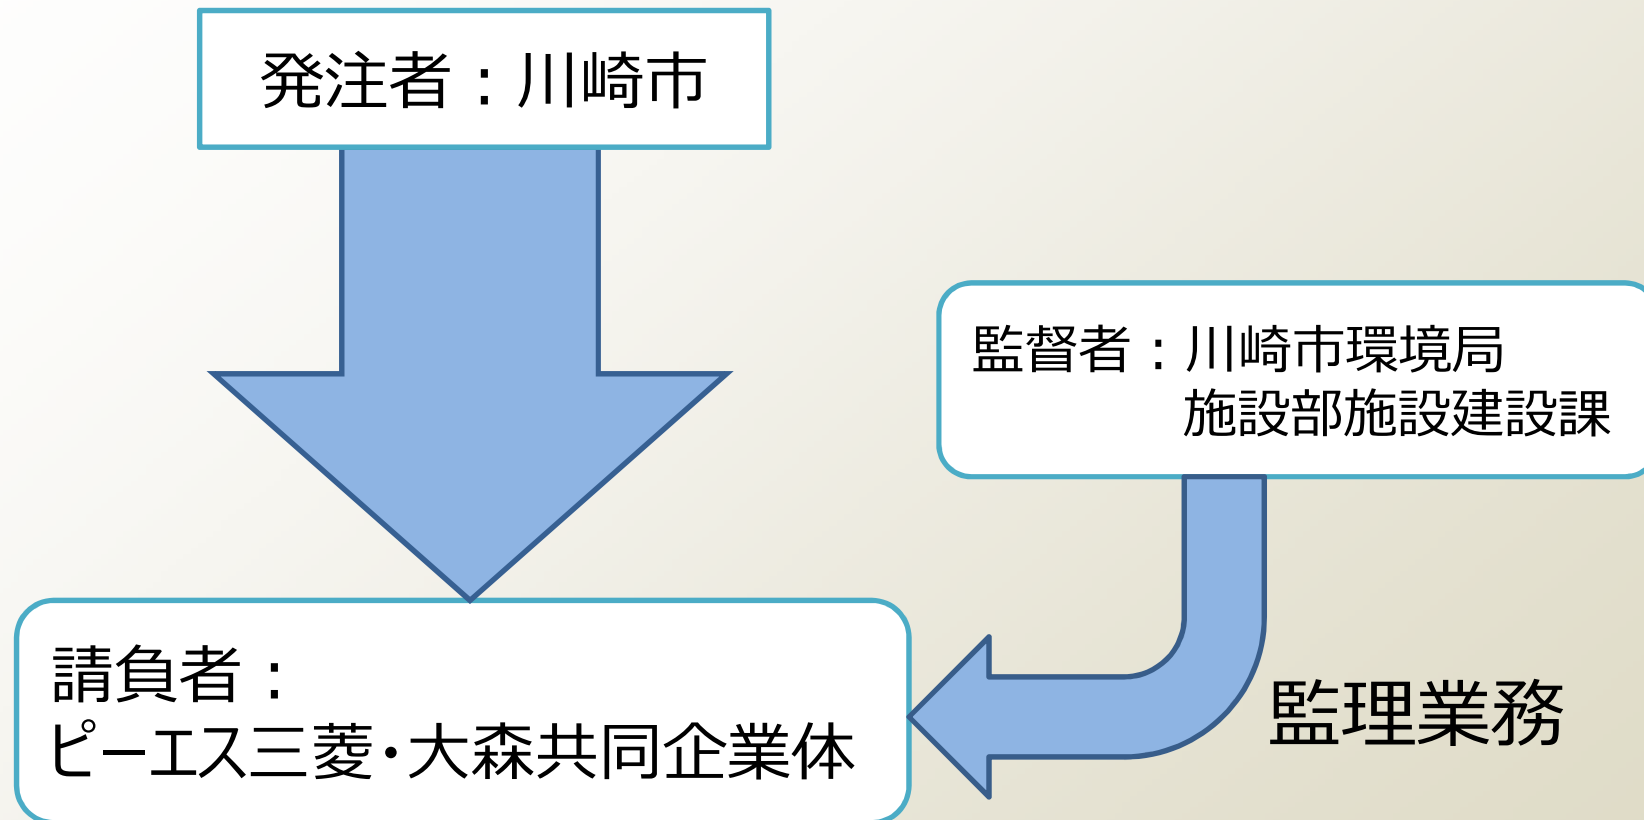 発注者：川崎市
監督者：川崎市環境局
施設部施設建設課
請負者：
ピーエス三菱・大森共同企業体
監理業務